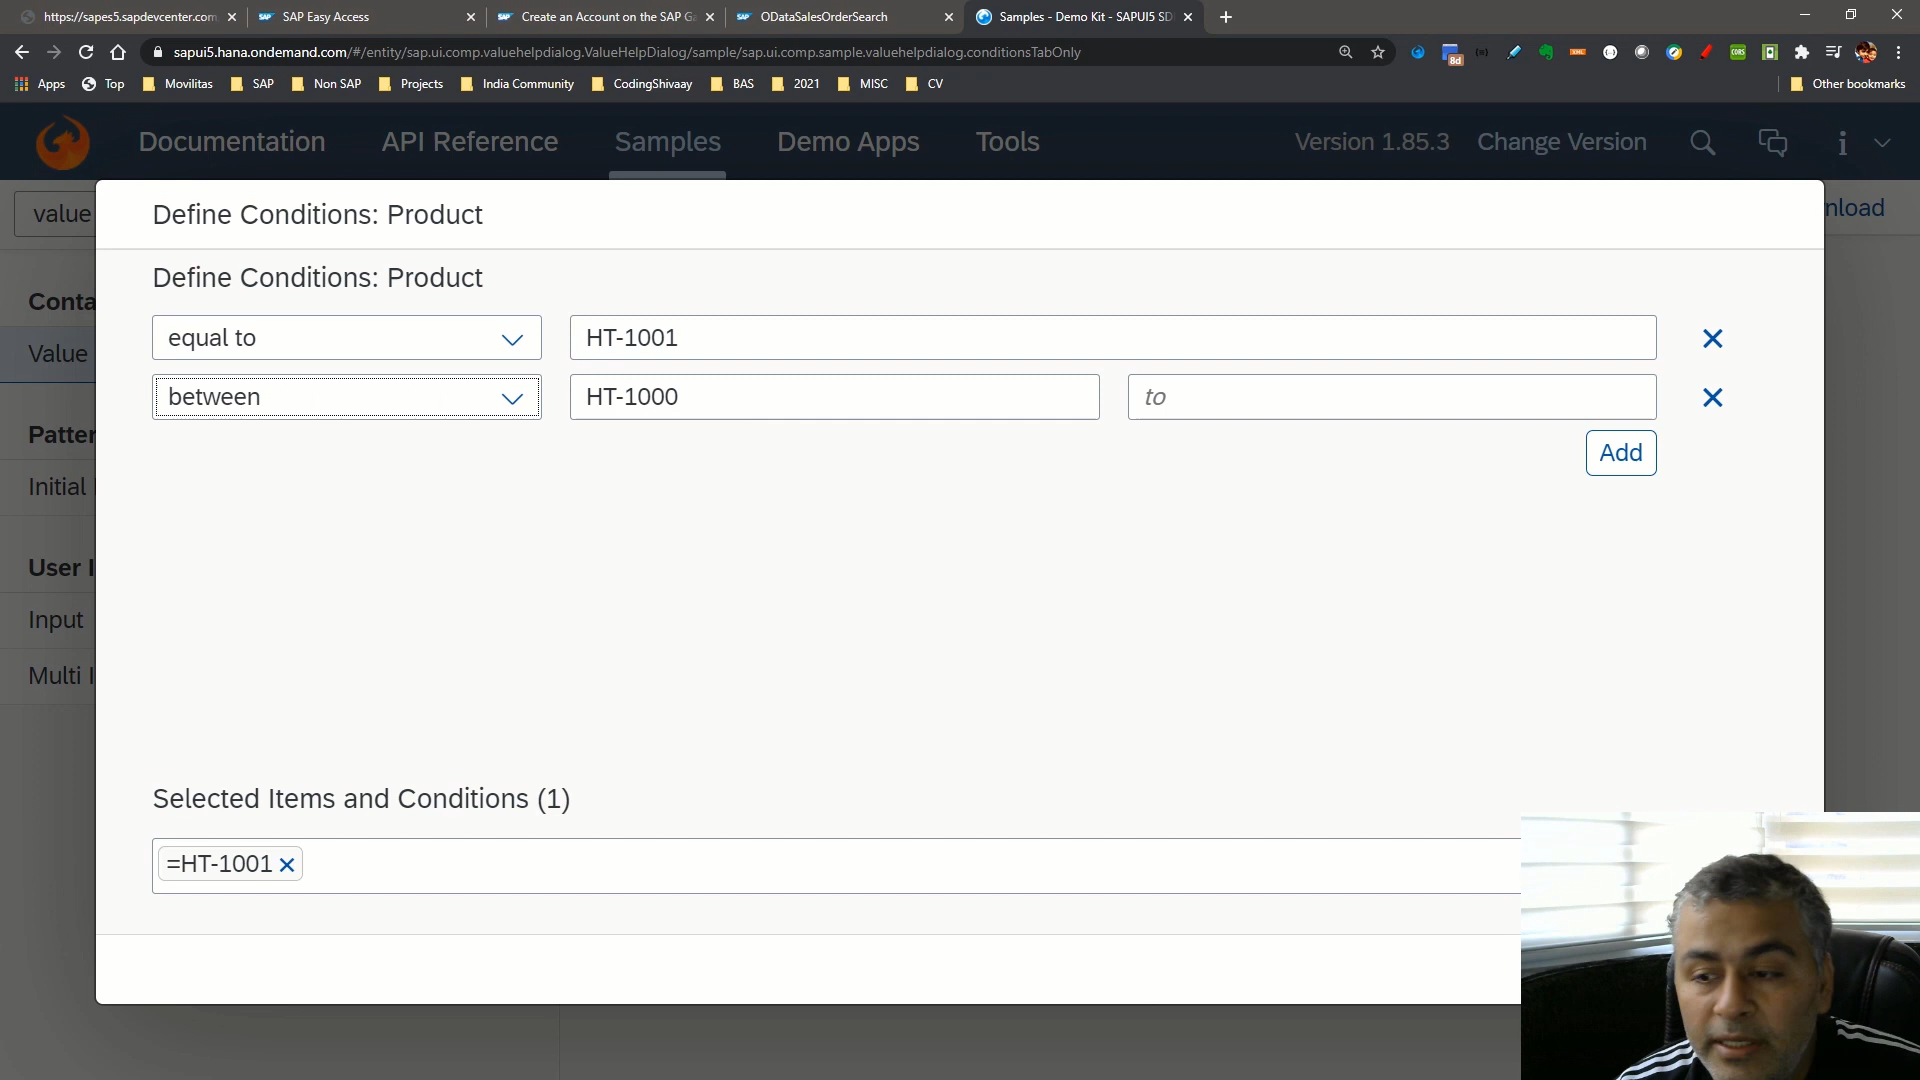 https://sapes5.sapdevcenter.com
SAP Easy Access
Create an Account on the SAP Ga
ODataSalesOrderSearch
Samples - Demo Kit - SAPUI5 SD
sapui5.hana.ondemand.com/#/entity/sap.ui.comp.valuehelpdialog.ValueHelpDialog/sample/sap.ui.comp.sample.valuehelpdialog.conditionsTabOnly
8d
Apps
Top
Movilitas
SAP
Non SAP
Projects
India Community
CodingShivaay
BAS
2021
MISC
CV
Other bookmarks
Documentation
API Reference
Samples
Demo Apps
Tools
Version 1.85.3
Change Version
value
nload
Define Conditions: Product
Define Conditions: Product
Conta
equal to
HT-1001
Value
between
HT-1000
to
Patter
Add
Initial
User I
Input
Multi I
Selected Items and Conditions (1)
=HT-1001